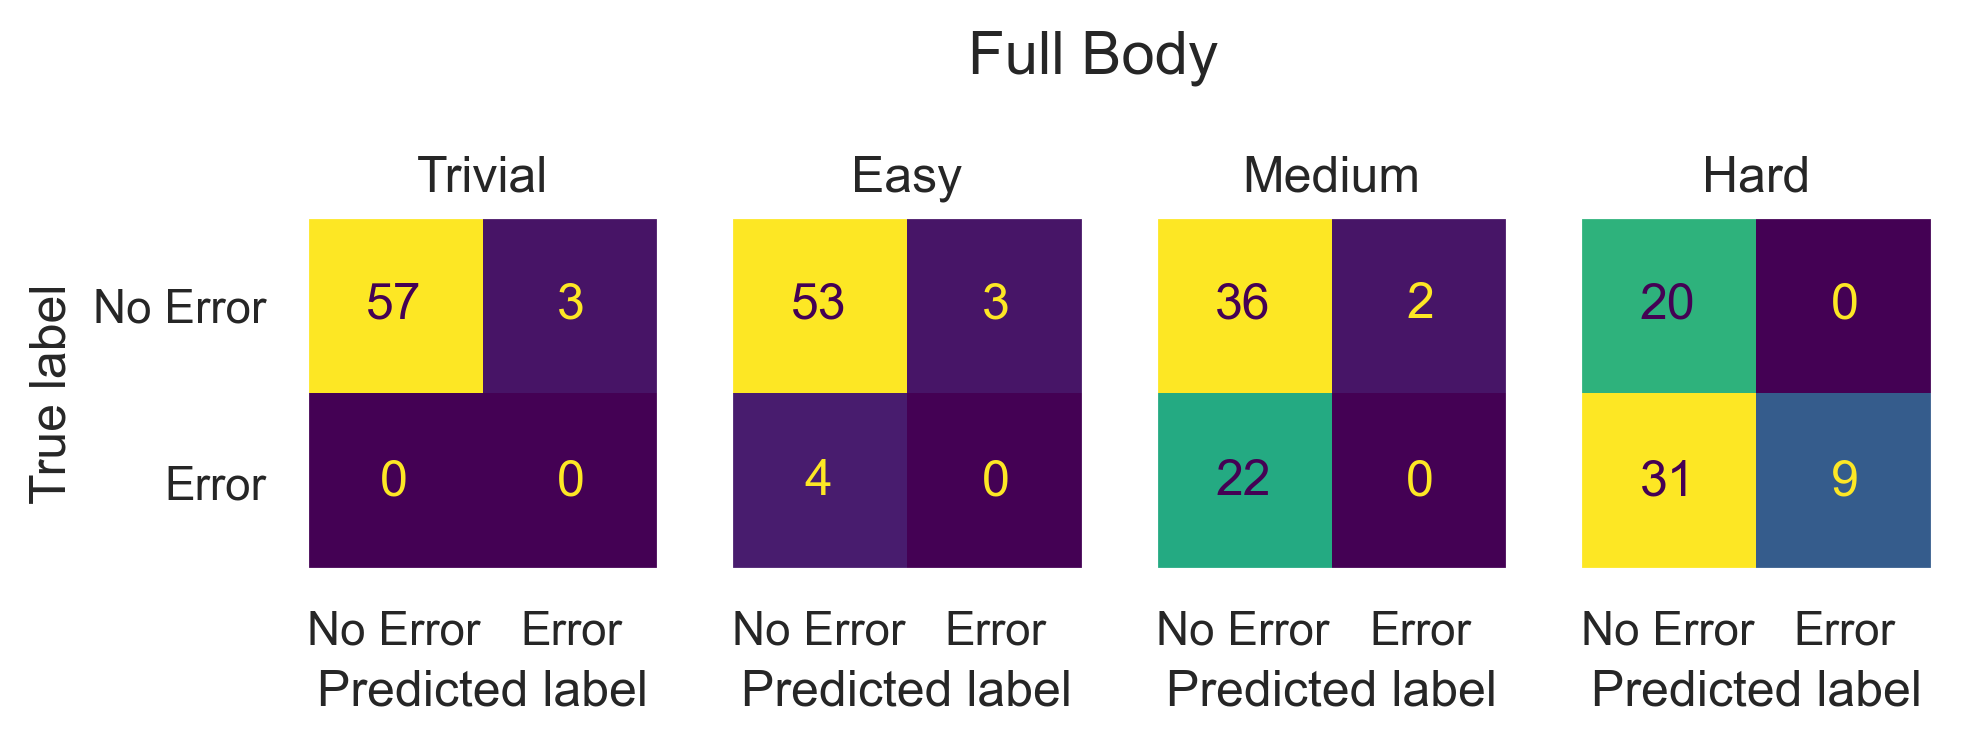 Full Body
Trivial Easy Medium Hard
True label
No Error 57 3 53 3 36 2 20 0
Error 0 0 4 0 22 0 31 9
No Error Error No Error Error No Error Error No Error Error
Predicted label Predicted label Predicted label Predicted label